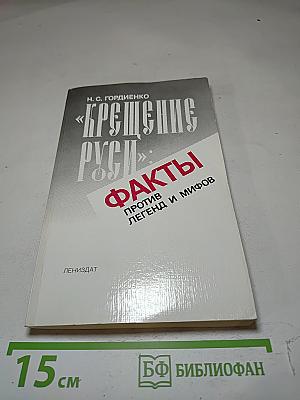 Н. С. ГОРДИЕНКО
«КРЕЩЕНИЕ
РУСИ»:
ФАКТЫ
ПРОТИВ
ЛЕГЕНД И МИФОВ
ЛЕНИЗДАТ
15 см
БФ БИБЛИОФАН